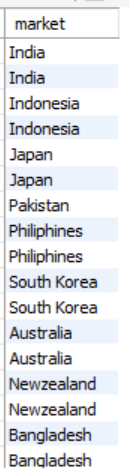 market
India
India
Indonesia
Indonesia
Japan
Japan
Pakistan
Philiphines
Philiphines
South Korea
South Korea
Australia
Australia
Newzealand
Newzealand
Bangladesh
Bangladesh